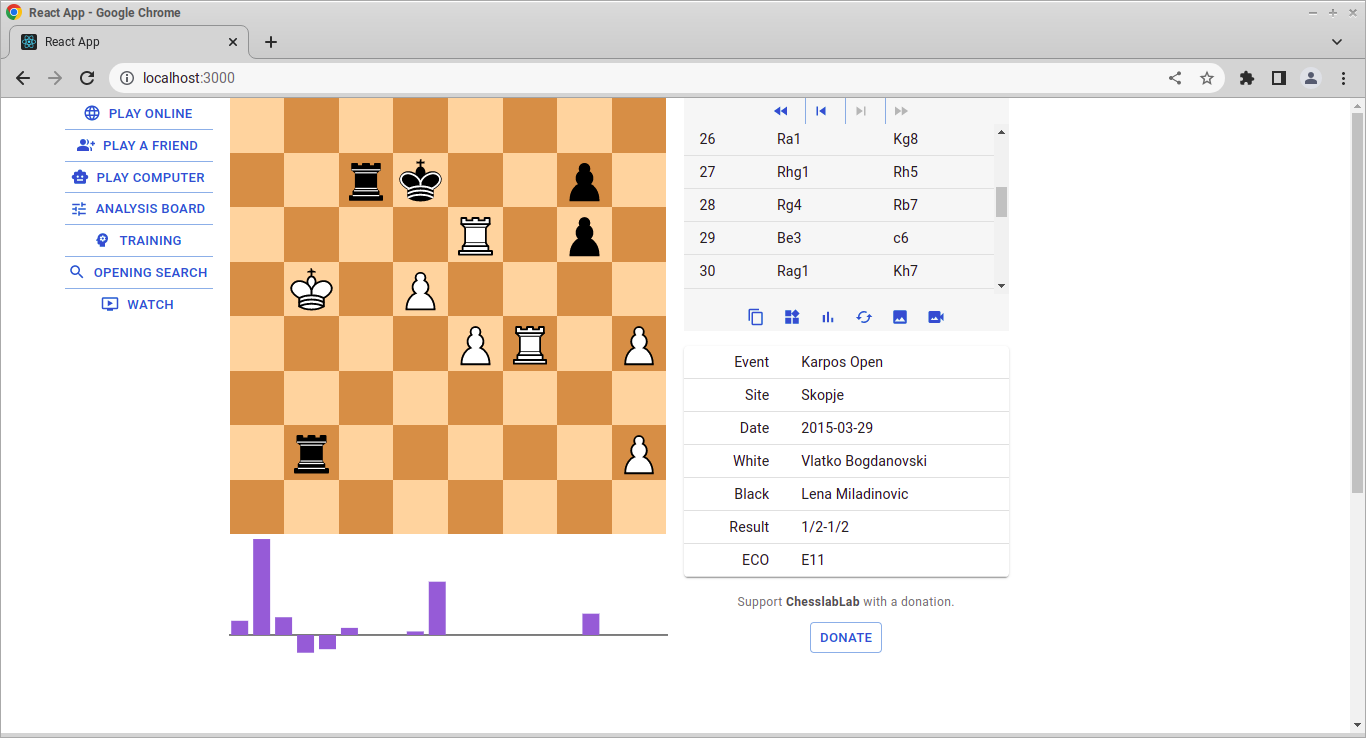 React App - Google Chrome
React App
localhost:3000
PLAY ONLINE
PLAY A FRIEND
PLAY COMPUTER
ANALYSIS BOARD
TRAINING
OPENING SEARCH
WATCH
26 Ra1 Kg8
27 Rhg1 Rh5
28 Rg4 Rb7
29 Be3 c6
30 Rag1 Kh7
Event Karpos Open
Site Skopje
Date 2015-03-29
White Vlatko Bogdanovski
Black Lena Miladinovic
Result 1/2-1/2
ECO E11
Support ChesslabLab with a donation.
DONATE